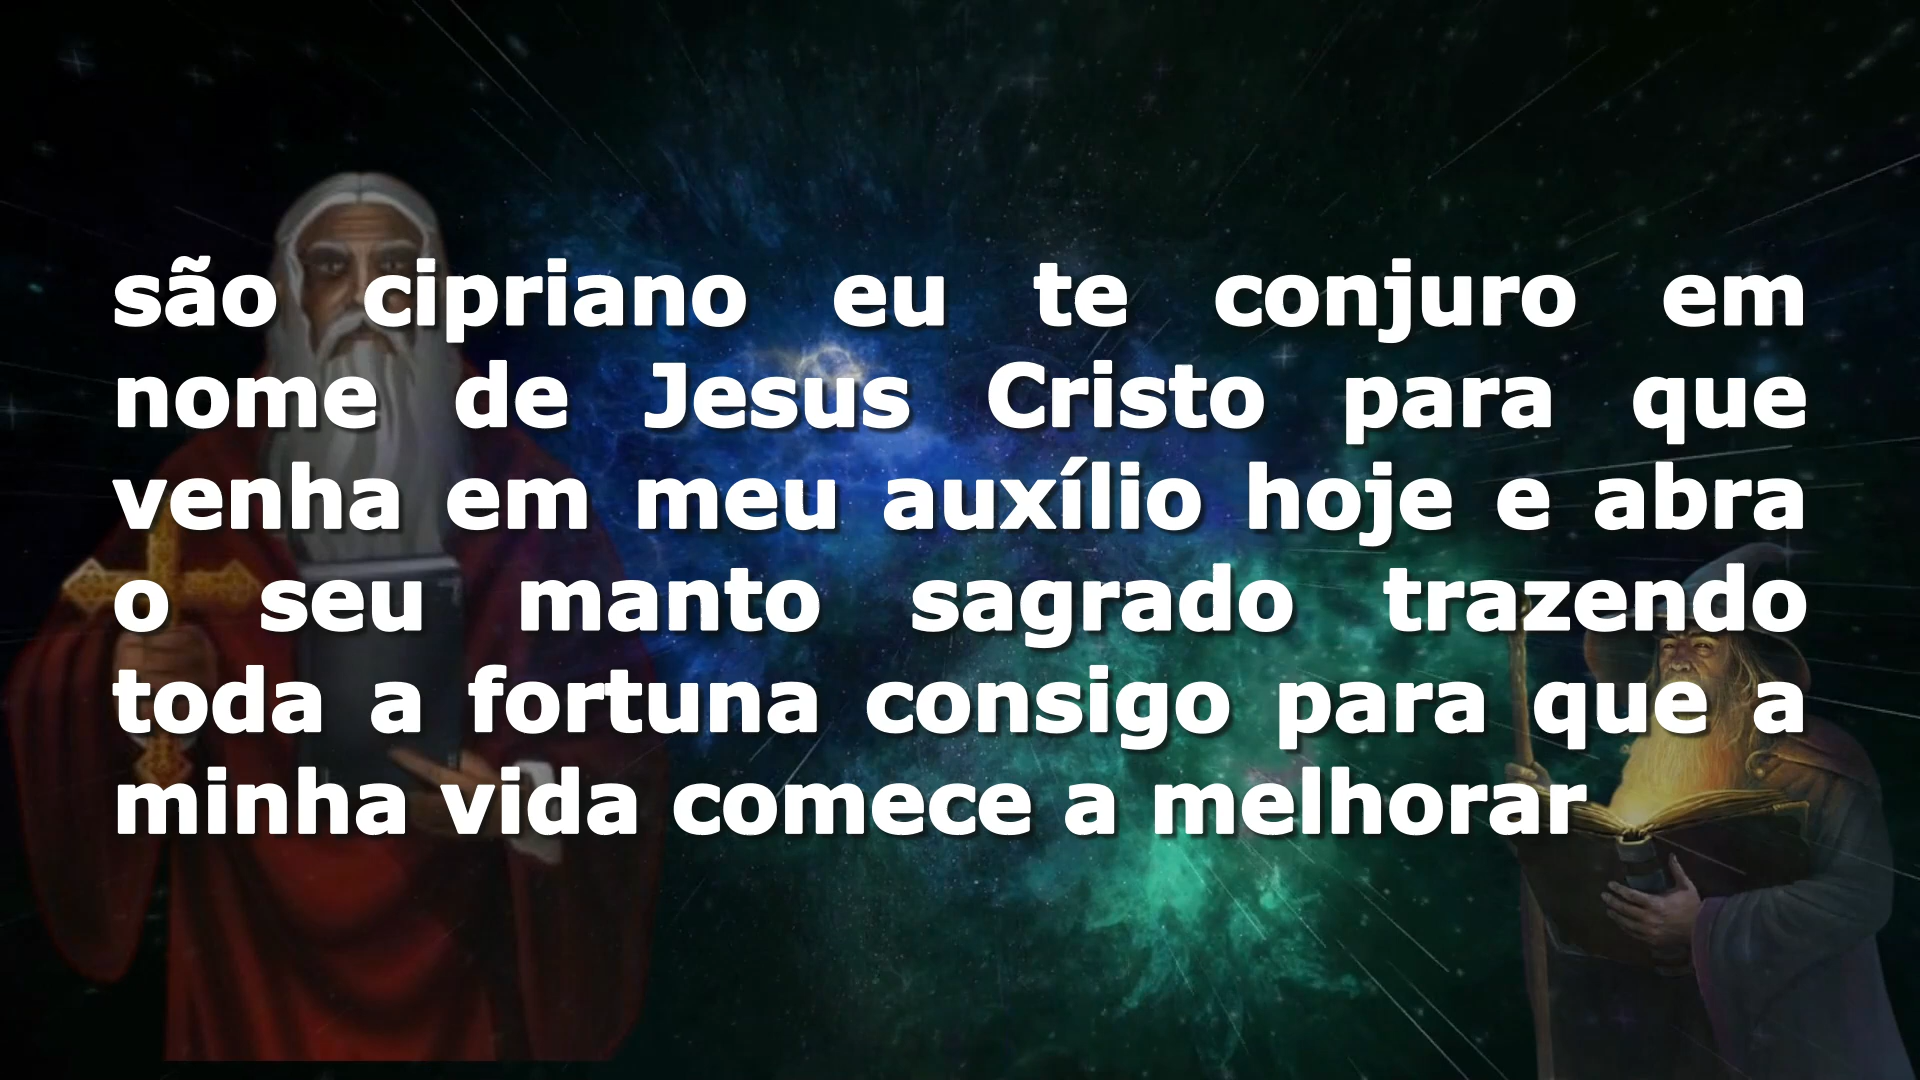 são cipriano eu te conjuro em
nome de Jesus Cristo para que
venha em meu auxílio hoje e abra
o seu manto sagrado trazendo
toda a fortuna consigo para que a
minha vida comece a melhorar